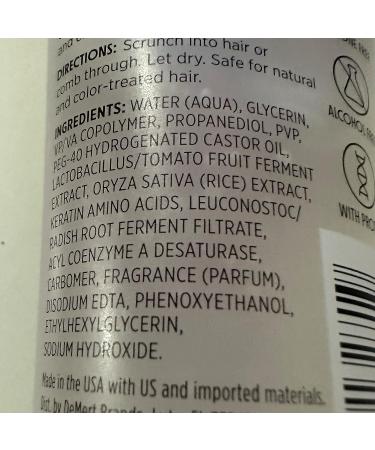 DIRECTIONS: Scrunch into hair or
comb through. Let dry. Safe for natural
and color-treated hair.
INGREDIENTS: WATER (AQUA), GLYCERIN,
VP/VA COPOLYMER, PROPANEDIOL, PVP,
PEG-40 HYDROGENATED CASTOR OIL,
LACTOBACILLUS/TOMATO FRUIT FERMENT
EXTRACT, ORYZA SATIVA (RICE) EXTRACT,
KERATIN AMINO ACIDS, LEUCONOSTOC/
RADISH ROOT FERMENT FILTRATE,
ACYL COENZYME A DESATURASE,
CARBOMER, FRAGRANCE (PARFUM),
DISODIUM EDTA, PHENOXYETHANOL,
ETHYLHEXYLGLYCERIN,
SODIUM HYDROXIDE.
Made in the USA with US and imported materials.
Dist. by DeMert Brands,
ALCOHOL
WITH